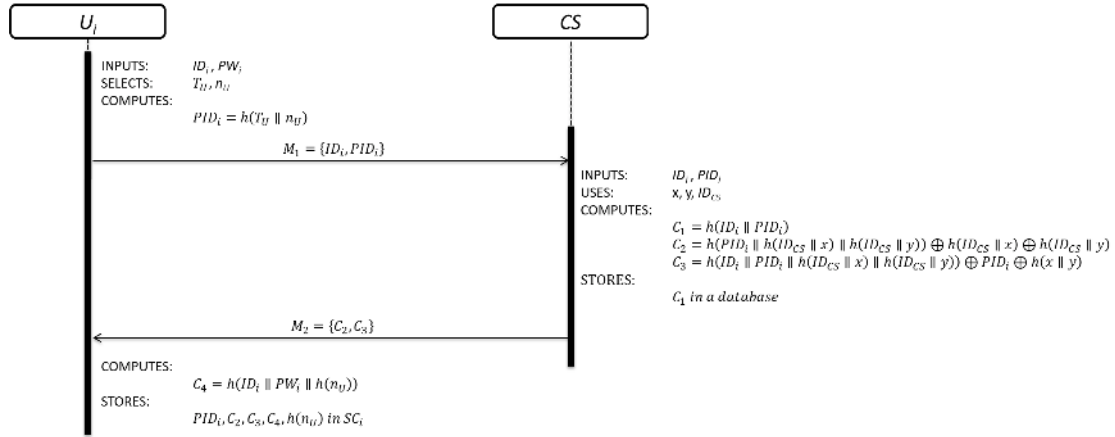 U_i CS
INPUTS: ID_i, PW_i
SELECTS: T_U, n_U
COMPUTES:
PID_i = h(T_U ∥ n_U)
M_1 = {ID_i, PID_i}
INPUTS: ID_i, PID_i
USES: x, y, ID_CS
COMPUTES:
C_1 = h(ID_i ∥ PID_i)
C_2 = h(PID_i ∥ h(ID_CS ∥ x) ∥ h(ID_CS ∥ y)) ⊕ h(ID_CS ∥ x) ⊕ h(ID_CS ∥ y)
C_3 = h(ID_i ∥ PID_i ∥ h(ID_CS ∥ x) ∥ h(ID_CS ∥ y)) ⊕ PID_i ⊕ h(x ∥ y)
STORES:
C_1 in a database
M_2 = {C_2, C_3}
COMPUTES:
C_4 = h(ID_i ∥ PW_i ∥ h(n_U))
STORES:
PID_i, C_2, C_3, C_4, h(n_U) in SC_i